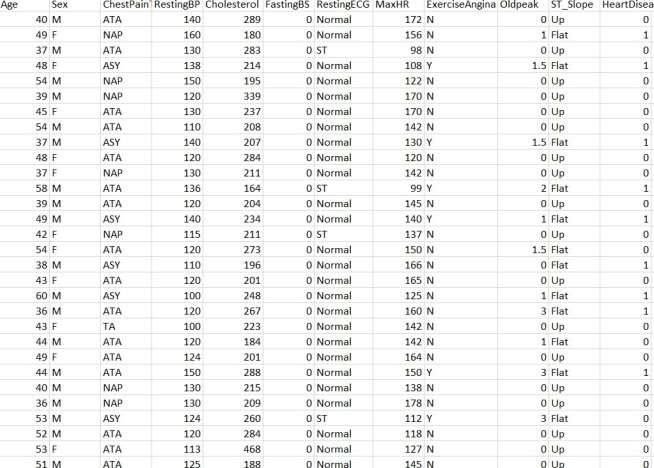 Age Sex ChestPain RestingBP Cholesterol FastingBS RestingECG MaxHR ExerciseAngina Oldpeak ST_Slope HeartDisea
40 M ATA 140 289 0 Normal 172 N 0 Up 0
49 F NAP 160 180 0 Normal 156 N 1 Flat 1
37 M ATA 130 283 0 ST 98 N 0 Up 0
48 F ASY 138 214 0 Normal 108 Y 1.5 Flat 1
54 M NAP 150 195 0 Normal 122 N 0 Up 0
39 M NAP 120 339 0 Normal 170 N 0 Up 0
45 F ATA 130 237 0 Normal 170 N 0 Up 0
54 M ATA 110 208 0 Normal 142 N 0 Up 0
37 M ASY 140 207 0 Normal 130 Y 1.5 Flat 1
48 F ATA 120 284 0 Normal 120 N 0 Up 0
37 F NAP 130 211 0 Normal 142 N 0 Up 0
58 M ATA 136 164 0 ST 99 Y 2 Flat 1
39 M ATA 120 204 0 Normal 145 N 0 Up 0
49 M ASY 140 234 0 Normal 140 Y 1 Flat 1
42 F NAP 115 211 0 ST 137 N 0 Up 0
54 F ATA 120 273 0 Normal 150 N 1.5 Flat 0
38 M ASY 110 196 0 Normal 166 N 0 Flat 1
43 F ATA 120 201 0 Normal 165 N 0 Up 0
60 M ASY 100 248 0 Normal 125 N 1 Flat 1
36 M ATA 120 267 0 Normal 160 N 3 Flat 1
43 F TA 100 223 0 Normal 142 N 0 Up 0
44 M ATA 120 184 0 Normal 142 N 1 Flat 0
49 F ATA 124 201 0 Normal 164 N 0 Up 0
44 M ATA 150 288 0 Normal 150 Y 3 Flat 1
40 M NAP 130 215 0 Normal 138 N 0 Up 0
36 M NAP 130 209 0 Normal 178 N 0 Up 0
53 M ASY 124 260 0 ST 112 Y 3 Flat 0
52 M ATA 120 284 0 Normal 118 N 0 Up 0
53 F ATA 113 468 0 Normal 127 N 0 Up 0
51 M ATA 125 188 0 Normal 145 N 0 Up 0